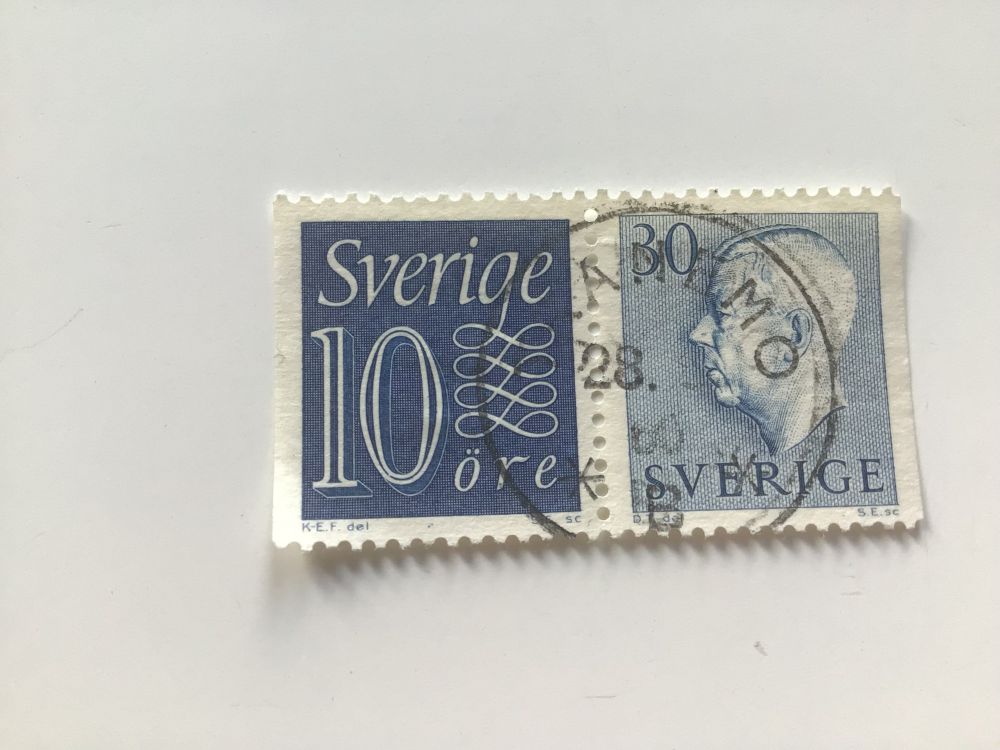 Sverige
10
öre
K-E.F. del
sc
30
SVERIGE
S.E.sc
28.